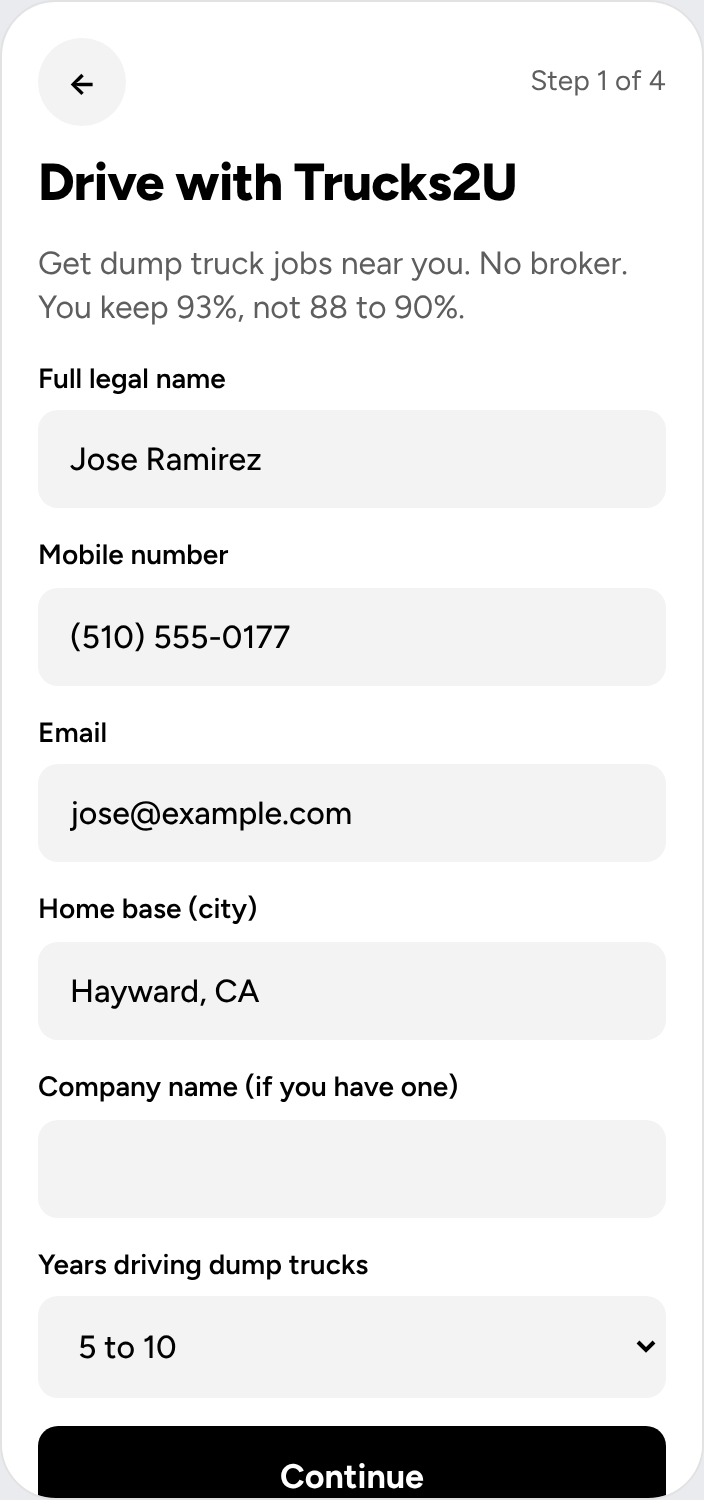 Step 1 of 4
Drive with Trucks2U
Get dump truck jobs near you. No broker.
You keep 93%, not 88 to 90%.
Full legal name
Jose Ramirez
Mobile number
(510) 555-0177
Email
jose@example.com
Home base (city)
Hayward, CA
Company name (if you have one)
Years driving dump trucks
5 to 10
Continue